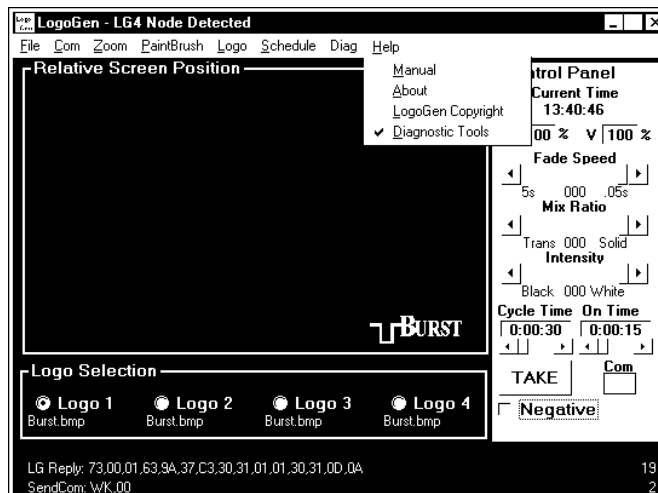 LogoGen - LG4 Node Detected
File Com Zoom PaintBrush Logo Schedule Diag Help
Manual
About
LogoGen Copyright
Diagnostic Tools
Relative Screen Position
trol Panel
Current Time
13:40:46
00 % V 100 %
Fade Speed
5s 000 .05s
Mix Ratio
Trans 000 Solid
Intensity
Black 000 White
Cycle Time On Time
0:00:30 0:00:15
BURST
Logo Selection
Logo 1 Logo 2 Logo 3 Logo 4
Burst.bmp Burst.bmp Burst.bmp Burst.bmp
TAKE Com
Negative
LG Reply: 73,00,01,63,9A,37,C3,30,31,01,01,30,31,0D,0A 19
SendCom: WK,00 2